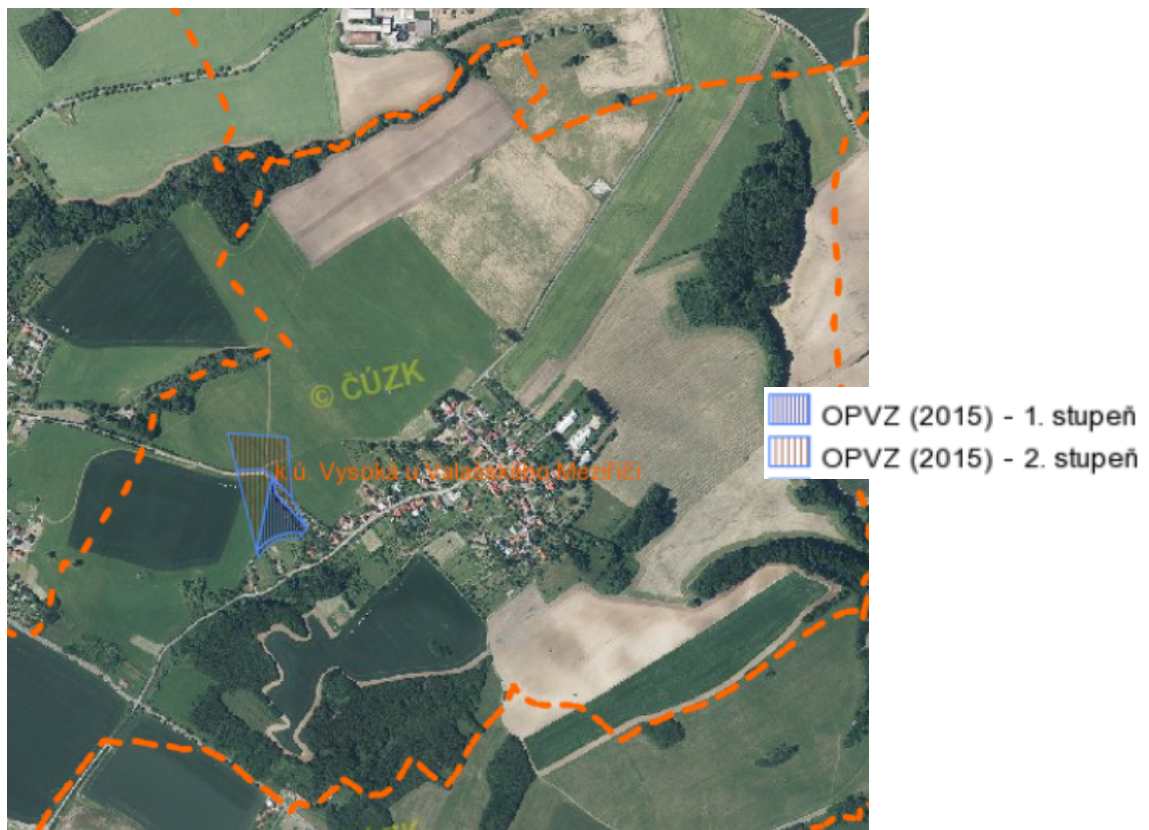 © ČÚZK
k.ú. Vysoká u Valašského Meziříčí
OPVZ (2015) - 1. stupeň
OPVZ (2015) - 2. stupeň